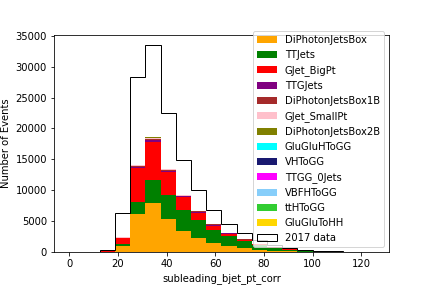 35000
30000
25000
20000
15000
10000
5000
0
Number of Events
0 20 40 60 80 100 120
subleading_bjet_pt_corr
DiPhotonJetsBox
TTJets
GJet_BigPt
TTGJets
DiPhotonJetsBox1B
GJet_SmallPt
DiPhotonJetsBox2B
GluGluHToGG
VHToGG
TTGG_0Jets
VBFHToGG
ttHToGG
GluGluToHH
2017 data